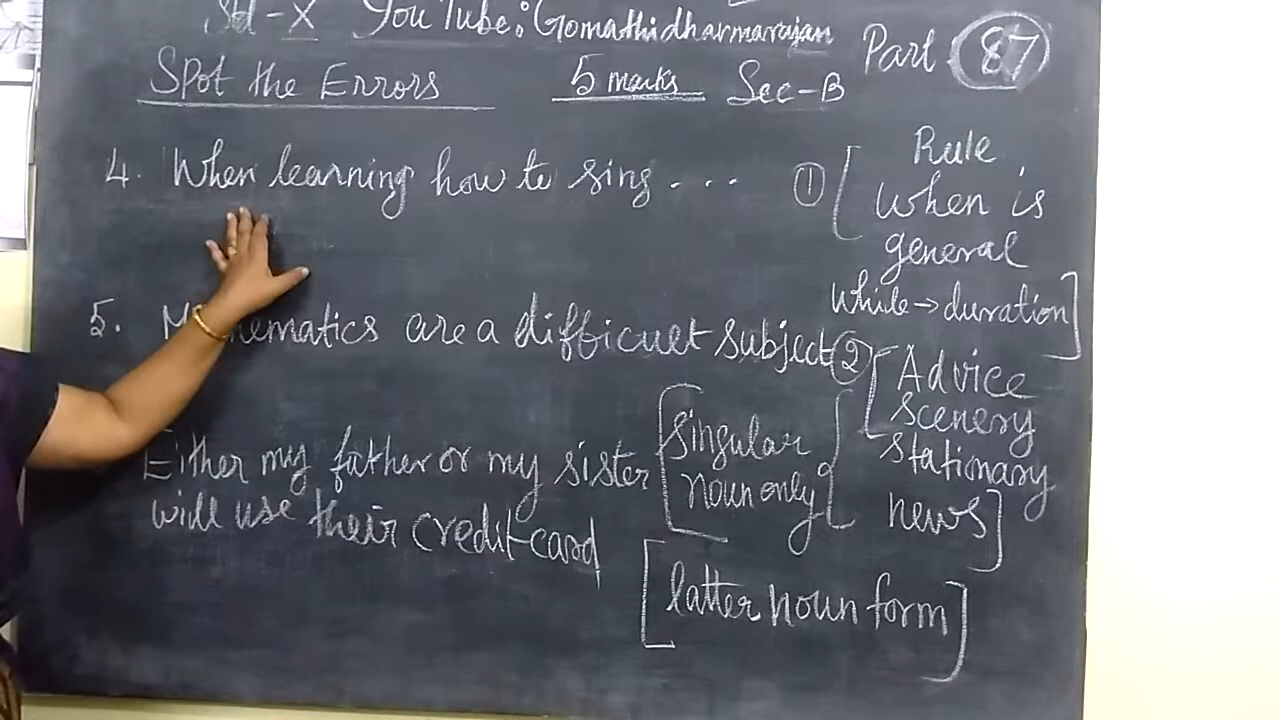 Std - X YouTube: Gomathidharmarajan Part 87
Spot the Errors 5 marks Sec-B
4. When learning how to sing ...
① [ Rule
when is
general
while → duration ]
5. Mathematics are a difficult subject
② [ Advice
scenery
stationary
news ]
[ singular
noun only {
Either my father or my sister
will use their credit-card
[ latter noun form ]